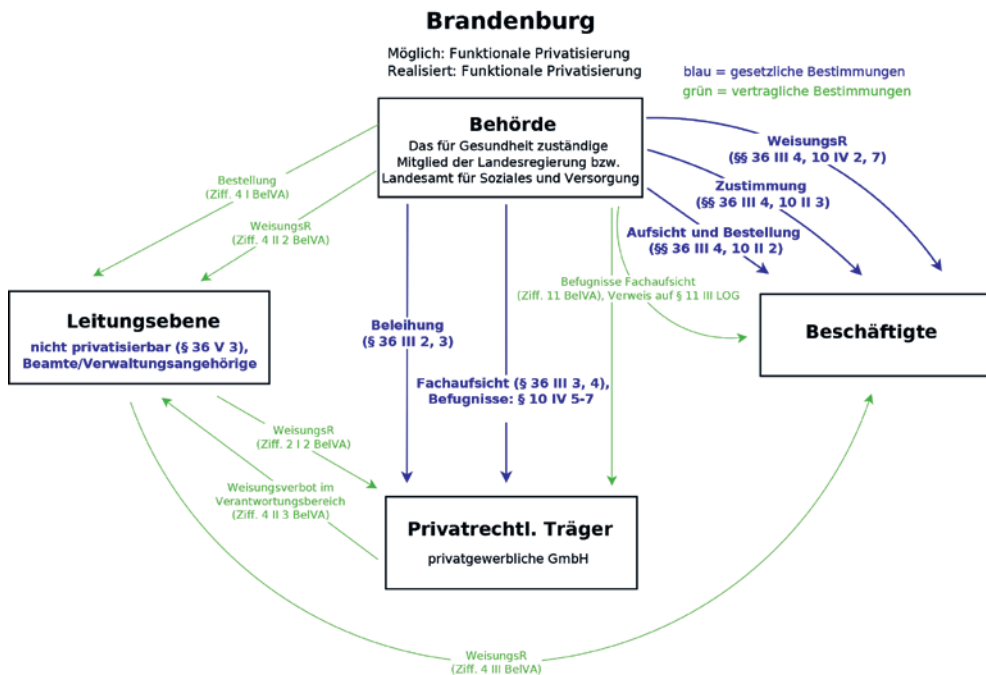 Brandenburg
Möglich: Funktionale Privatisierung
Realisiert: Funktionale Privatisierung
blau = gesetzliche Bestimmungen
grün = vertragliche Bestimmungen
Behörde
Das für Gesundheit zuständige
Mitglied der Landesregierung bzw.
Landesamt für Soziales und Versorgung
WeisungsR
(§§ 36 III 4, 10 IV 2, 7)
Zustimmung
(§§ 36 III 4, 10 II 3)
Aufsicht und Bestellung
(§§ 36 III 4, 10 II 2)
Bestellung
(Ziff. 4 I BelVA)
WeisungsR
(Ziff. 4 II 2 BelVA)
Befugnisse Fachaufsicht
(Ziff. 11 BelVA), Verweis auf § 11 III LOG
Leitungsebene
nicht privatisierbar (§ 36 V 3),
Beamte/Verwaltungsangehörige
Beleihung
(§ 36 III 2, 3)
Beschäftigte
Fachaufsicht (§ 36 III 3, 4),
Befugnisse: § 10 IV 5-7
WeisungsR
(Ziff. 2 I 2 BelVA)
Weisungsverbot im
Verantwortungsbereich
(Ziff. 4 II 3 BelVA)
Privatrechtl. Träger
privatgewerbliche GmbH
WeisungsR
(Ziff. 4 III BelVA)